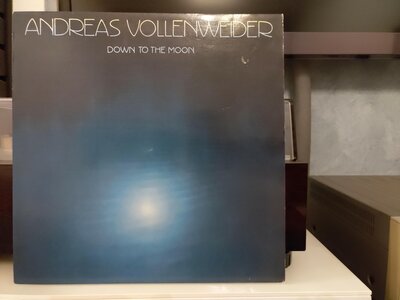 ANDREAS VOLLENWEIDER
DOWN TO THE MOON